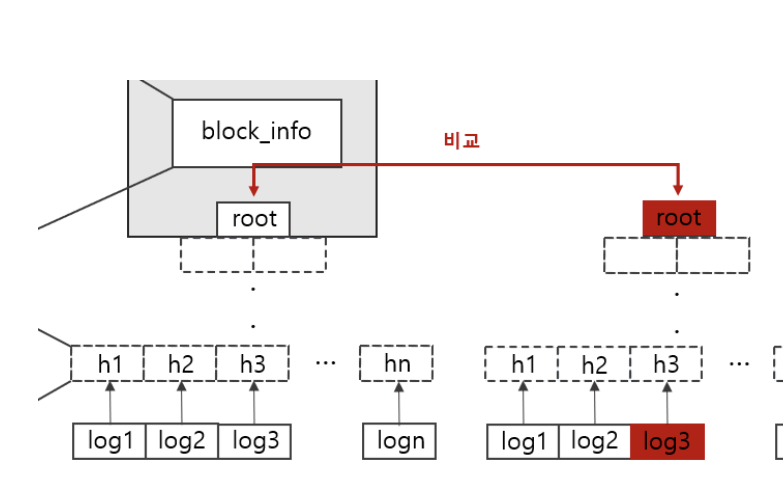 block_info
비교
root
root
h1 h2 h3 ... hn
h1 h2 h3 ...
log1 log2 log3 logn
log1 log2 log3